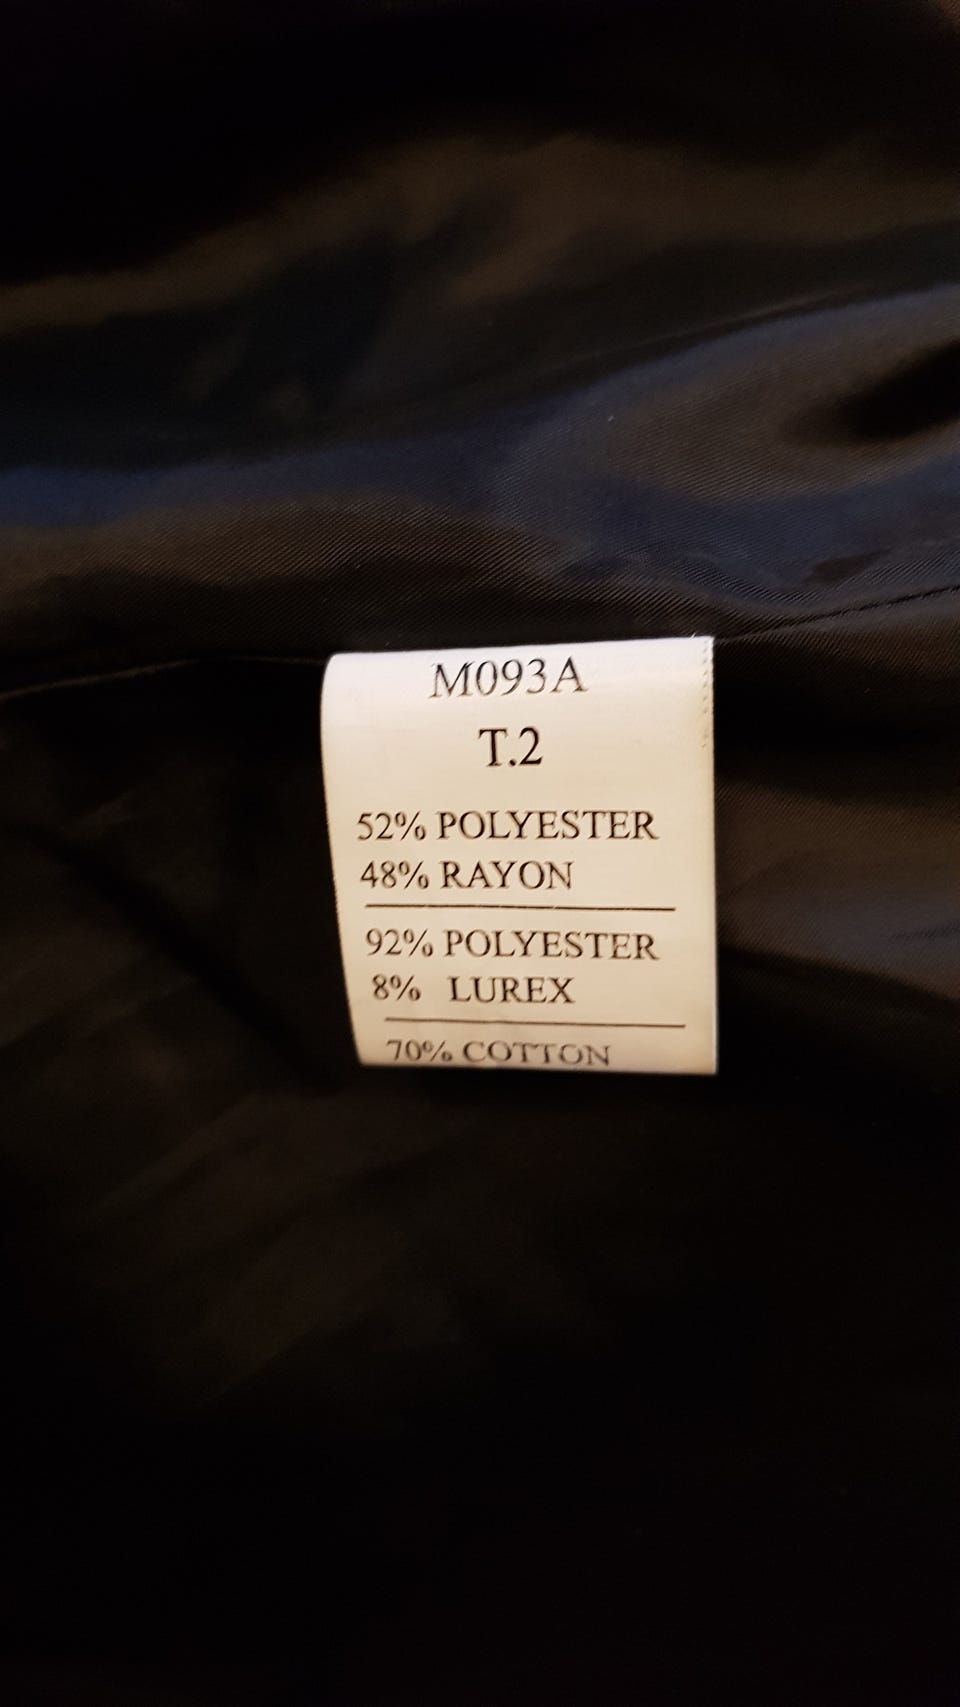 M093A
T.2
52% POLYESTER
48% RAYON
92% POLYESTER
8% LUREX
70% COTTON